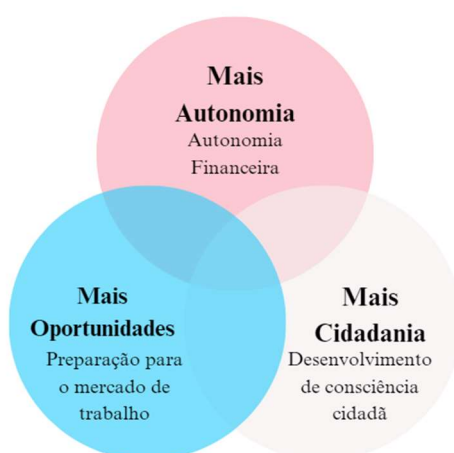 Mais
Autonomia
Autonomia
Financeira
Mais
Oportunidades
Preparação para
o mercado de
trabalho
Mais
Cidadania
Desenvolvimento
de consciência
cidadã